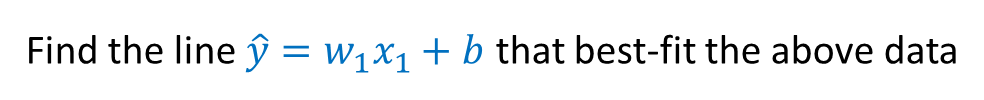 Find the line ŷ = w₁x₁ + b that best-fit the above data